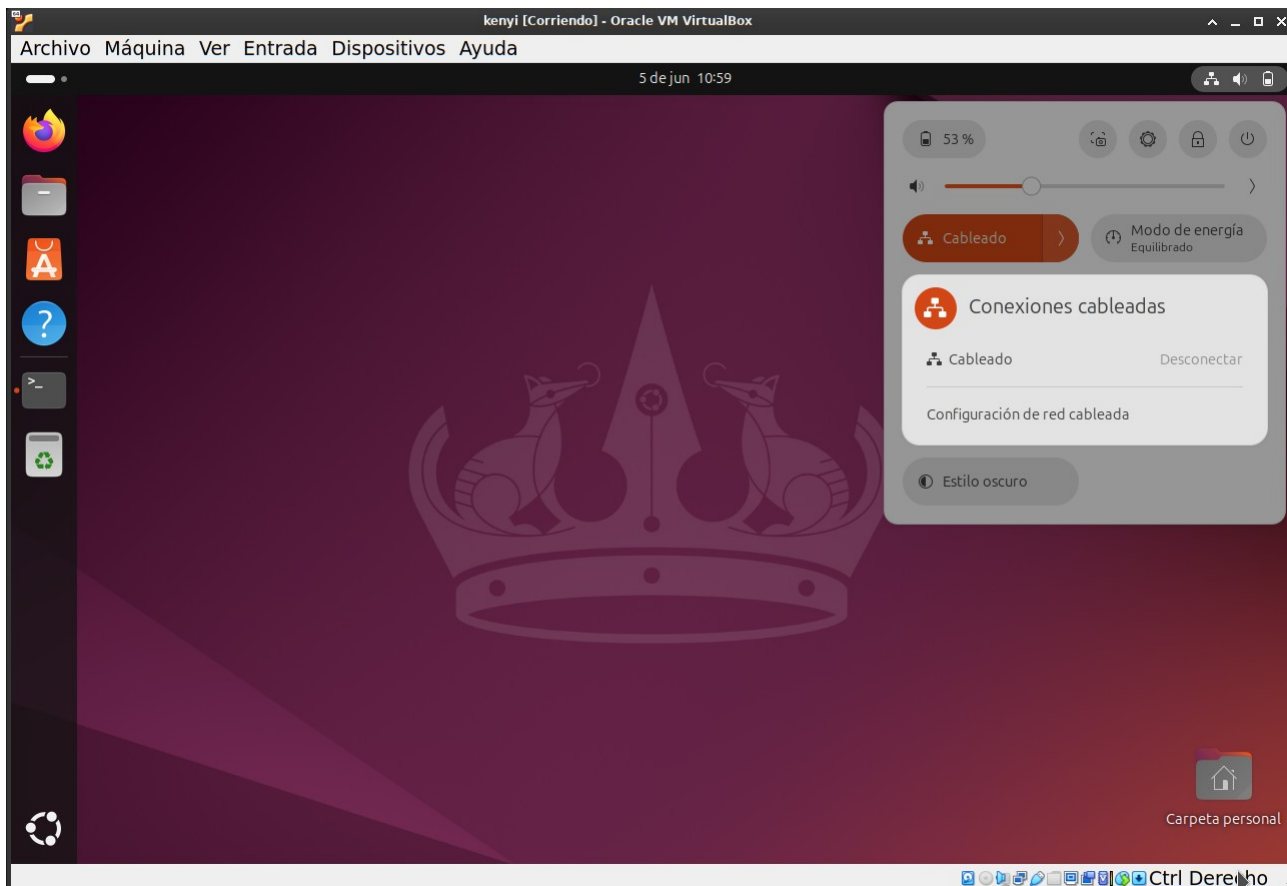 kenyi [Corriendo] - Oracle VM VirtualBox
Archivo Máquina Ver Entrada Dispositivos Ayuda
5 de jun 10:59
53 %
Cableado
Modo de energía
Equilibrado
Conexiones cableadas
Cableado Desconectar
Configuración de red cableada
Estilo oscuro
Carpeta personal
Ctrl Derecho